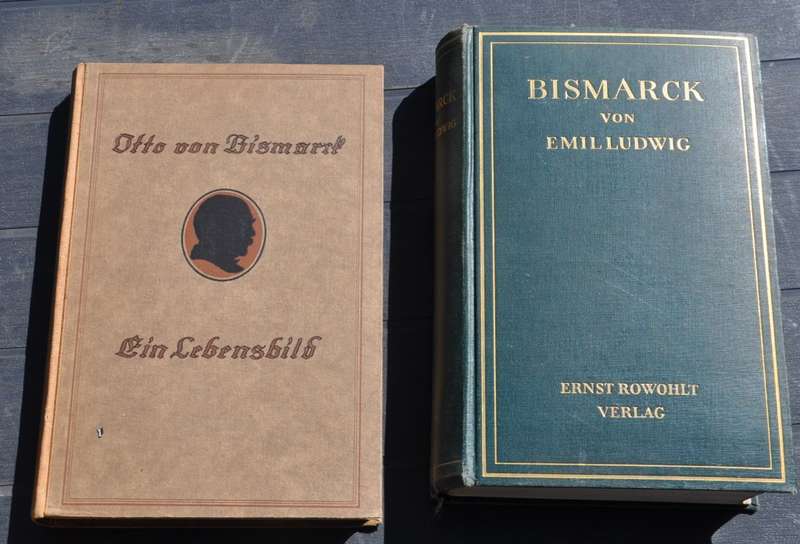 Otto von Bismarck
Ein Lebensbild
BISMARCK
VON
EMIL LUDWIG
ERNST ROWOHLT
VERLAG